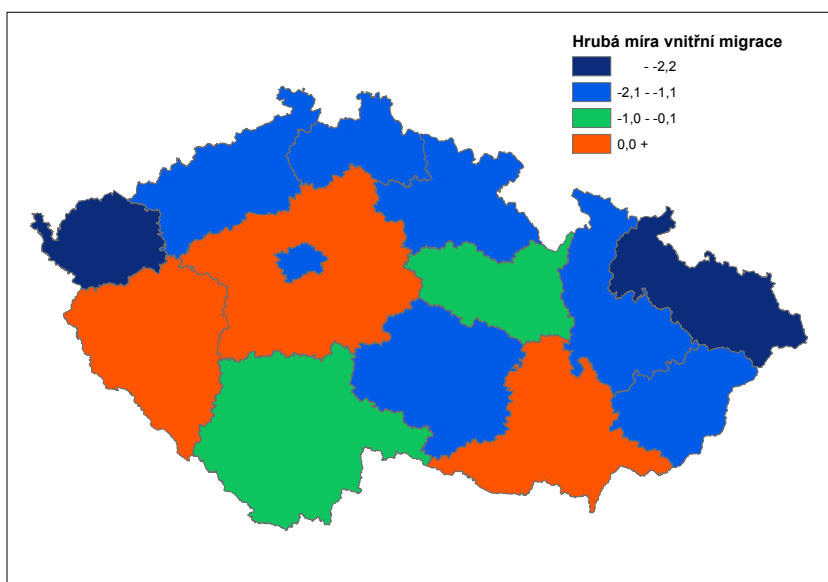 Hrubá míra vnitřní migrace
- -2,2
-2,1 - -1,1
-1,0 - -0,1
0,0 +